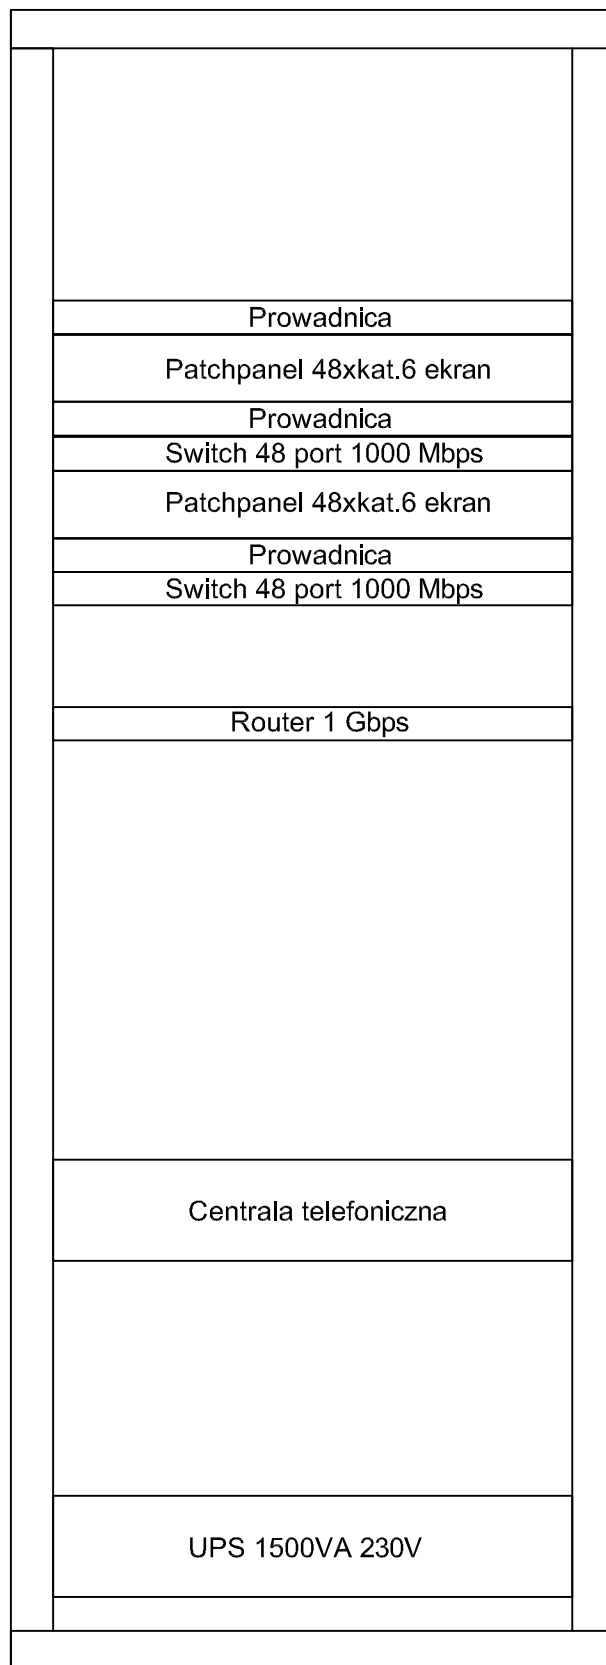 Prowadnica
Patchpanel 48xkat.6 ekran
Prowadnica
Switch 48 port 1000 Mbps
Patchpanel 48xkat.6 ekran
Prowadnica
Switch 48 port 1000 Mbps
Router 1 Gbps
Centrala telefoniczna
UPS 1500VA 230V